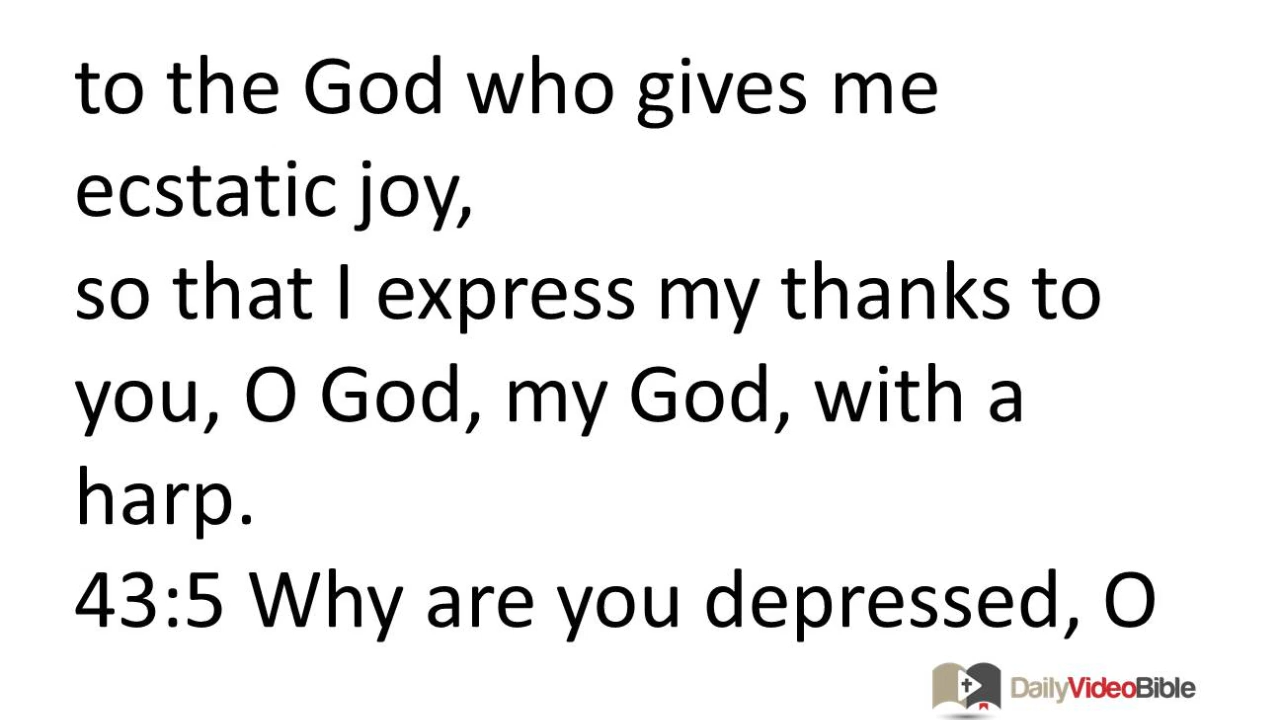 to the God who gives me
ecstatic joy,
so that I express my thanks to
you, O God, my God, with a
harp.
43:5 Why are you depressed, O
DailyVideoBible